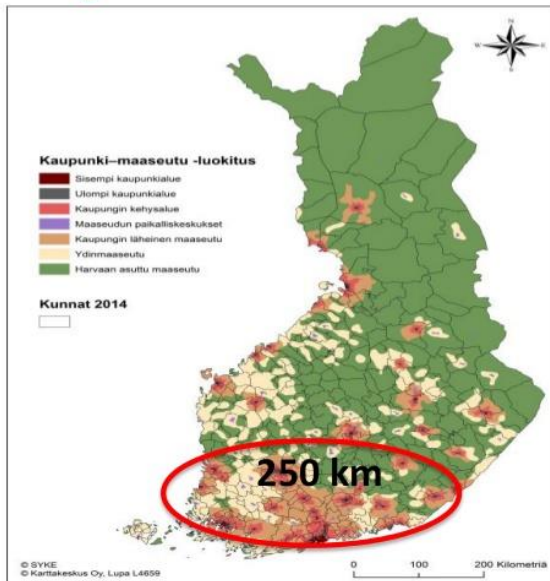 N
W E
S
Kaupunki–maaseutu -luokitus
Sisempi kaupunkialue
Ulompi kaupunkialue
Kaupungin kehysalue
Maaseudun paikalliskeskukset
Kaupungin läheinen maaseutu
Ydinmaaseutu
Harvaan asuttu maaseutu
Kunnat 2014
250 km
© SYKE
© Karttakeskus Oy, Lupa L4659
0 100 200 Kilometriä